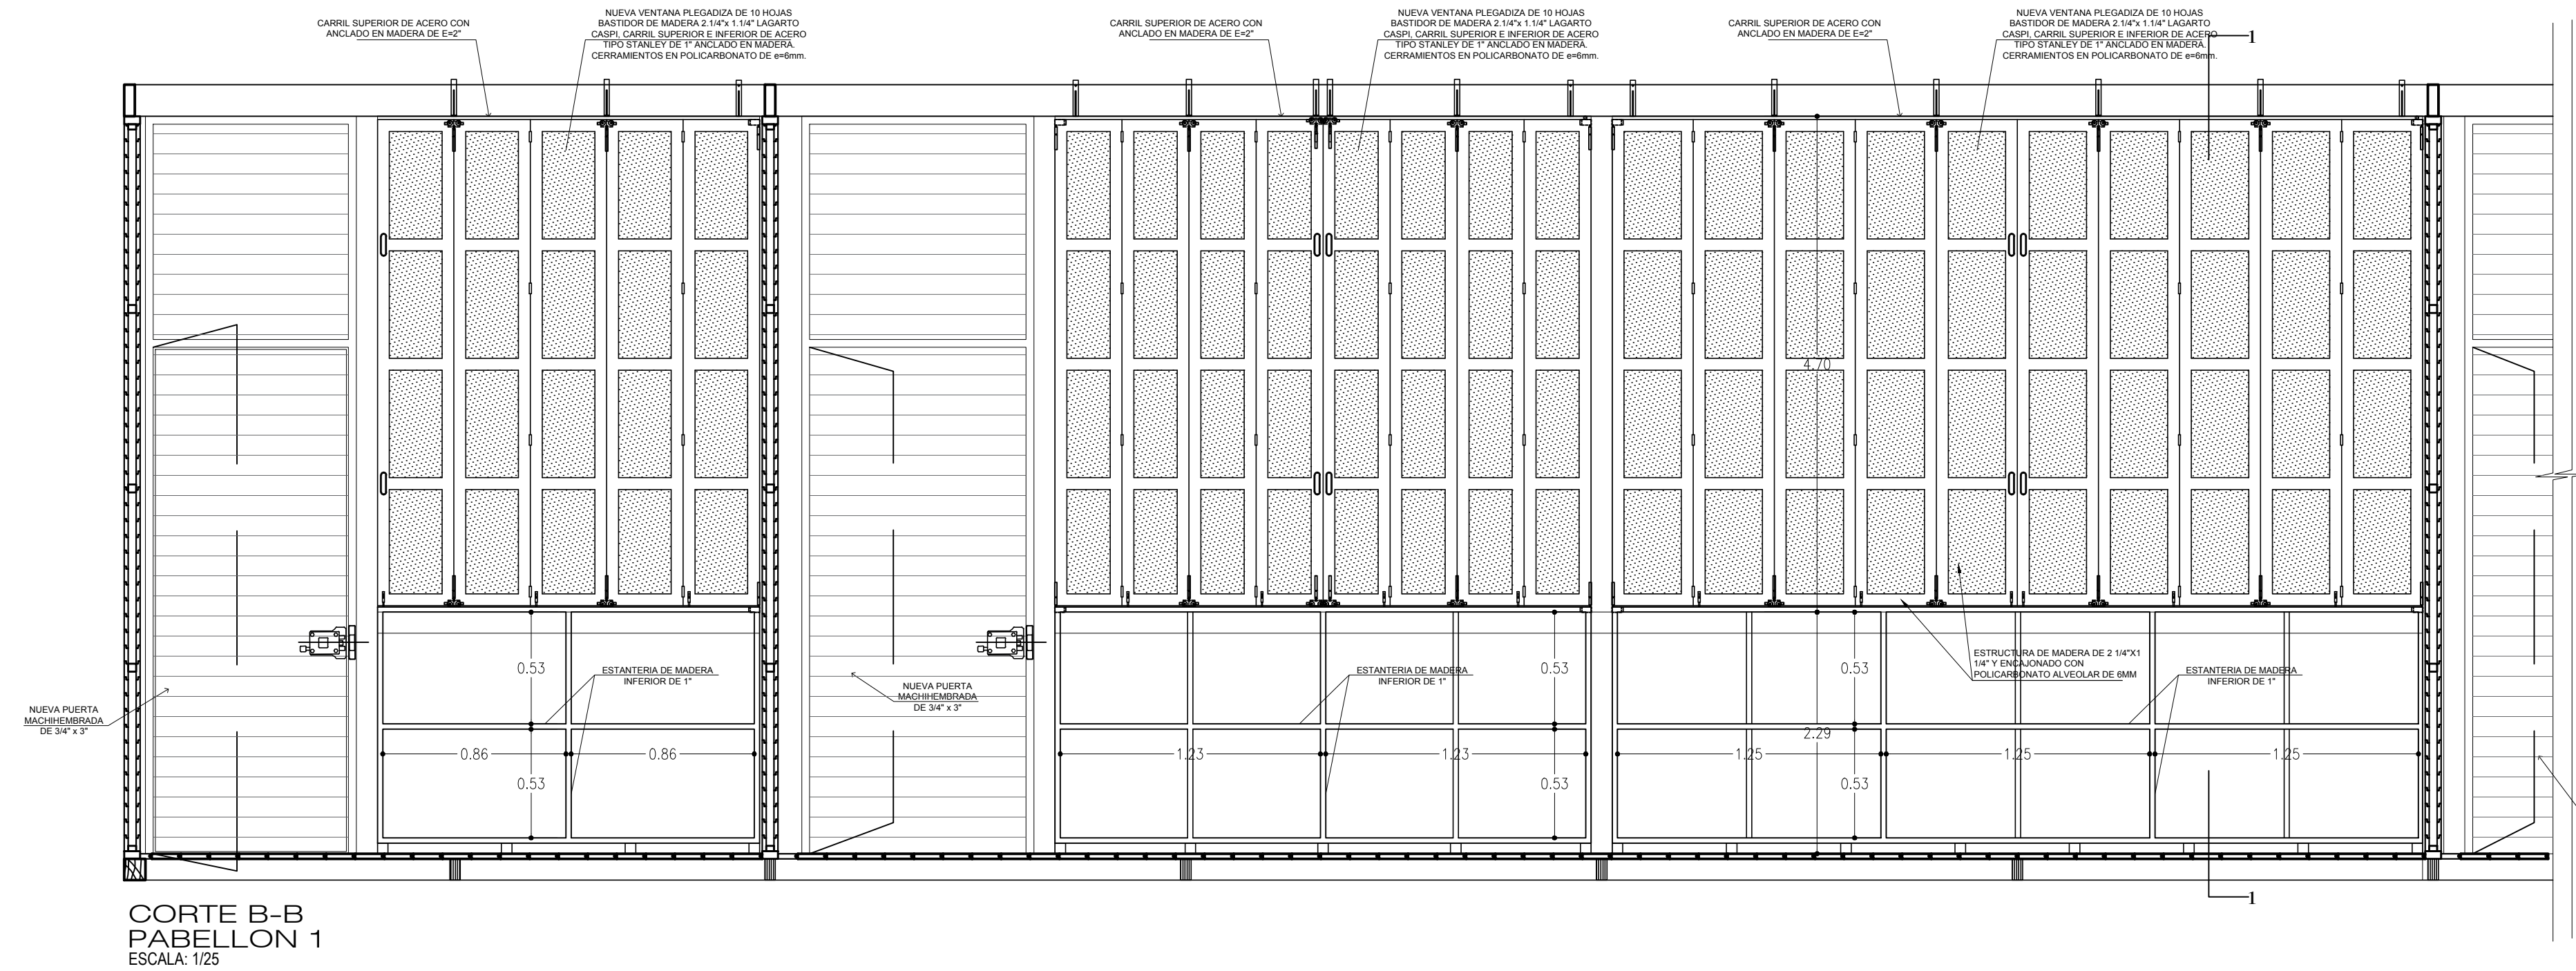 CARRIL SUPERIOR DE ACERO CON
ANCLADO EN MADERA DE E=2"
NUEVA VENTANA PLEGADIZA DE 10 HOJAS
BASTIDOR DE MADERA 2.1/4"x 1.1/4" LAGARTO
CASPI, CARRIL SUPERIOR E INFERIOR DE ACERO
TIPO STANLEY DE 1" ANCLADO EN MADERA.
CERRAMIENTOS EN POLICARBONATO DE e=6mm.
CARRIL SUPERIOR DE ACERO CON
ANCLADO EN MADERA DE E=2"
NUEVA VENTANA PLEGADIZA DE 10 HOJAS
BASTIDOR DE MADERA 2.1/4"x 1.1/4" LAGARTO
CASPI, CARRIL SUPERIOR E INFERIOR DE ACERO
TIPO STANLEY DE 1" ANCLADO EN MADERA.
CERRAMIENTOS EN POLICARBONATO DE e=6mm.
CARRIL SUPERIOR DE ACERO CON
ANCLADO EN MADERA DE E=2"
NUEVA VENTANA PLEGADIZA DE 10 HOJAS
BASTIDOR DE MADERA 2.1/4"x 1.1/4" LAGARTO
CASPI, CARRIL SUPERIOR E INFERIOR DE ACERO
TIPO STANLEY DE 1" ANCLADO EN MADERA.
CERRAMIENTOS EN POLICARBONATO DE e=6mm.
1
4.70
NUEVA PUERTA
MACHIHEMBRADA
DE 3/4" x 3"
0.53
ESTANTERIA DE MADERA
INFERIOR DE 1"
0.86
0.86
0.53
NUEVA PUERTA
MACHIHEMBRADA
DE 3/4" x 3"
ESTANTERIA DE MADERA
INFERIOR DE 1"
0.53
1.23
1.23
0.53
0.53
ESTRUCTURA DE MADERA DE 2 1/4"X1
1/4" Y ENCAJONADO CON
POLICARBONATO ALVEOLAR DE 6MM
ESTANTERIA DE MADERA
INFERIOR DE 1"
2.29
1.25
1.25
1.25
0.53
1
CORTE B-B
PABELLON 1
ESCALA: 1/25